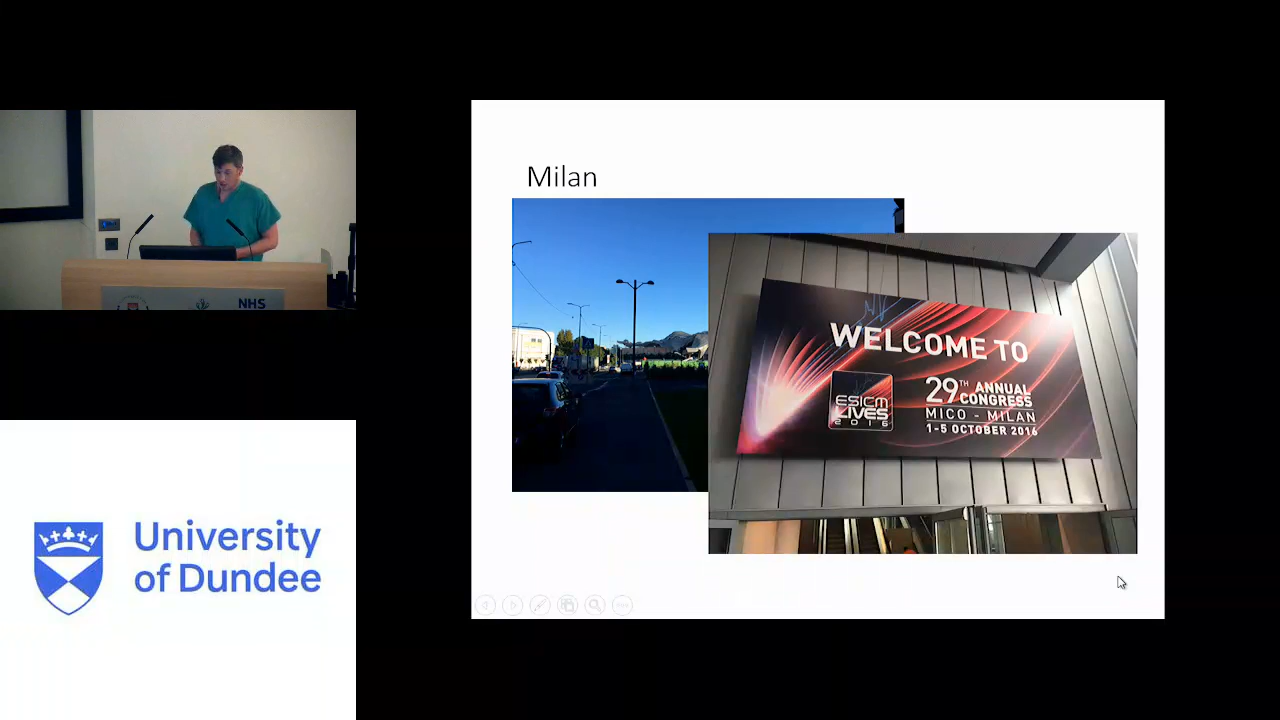 NHS
University
of Dundee
Milan
WELCOME TO
ESICM
LIVES
2016
29TH ANNUAL
CONGRESS
MICO - MILAN
1-5 OCTOBER 2016